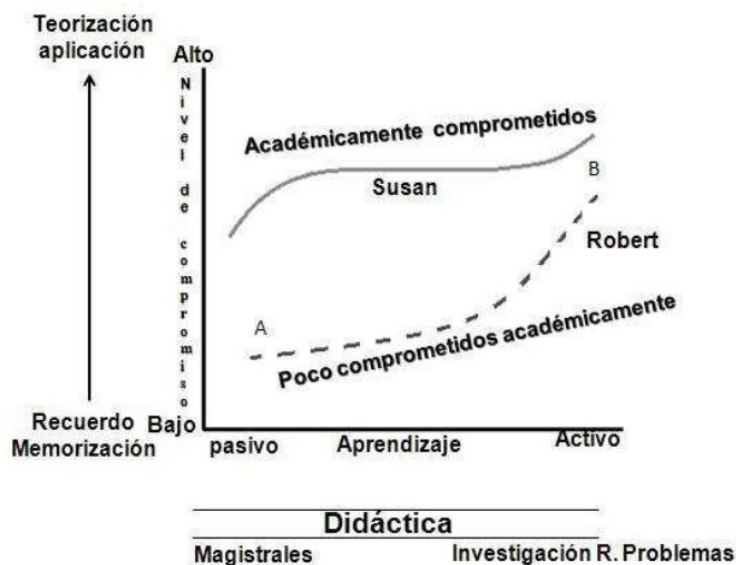 Teorización
aplicación
Alto
Nivel de compromiso
Académicamente comprometidos
Susan
B
Robert
A
Poco comprometidos académicamente
Recuerdo
Memorización
Bajo
pasivo Aprendizaje Activo
Didáctica
Magistrales Investigación R. Problemas